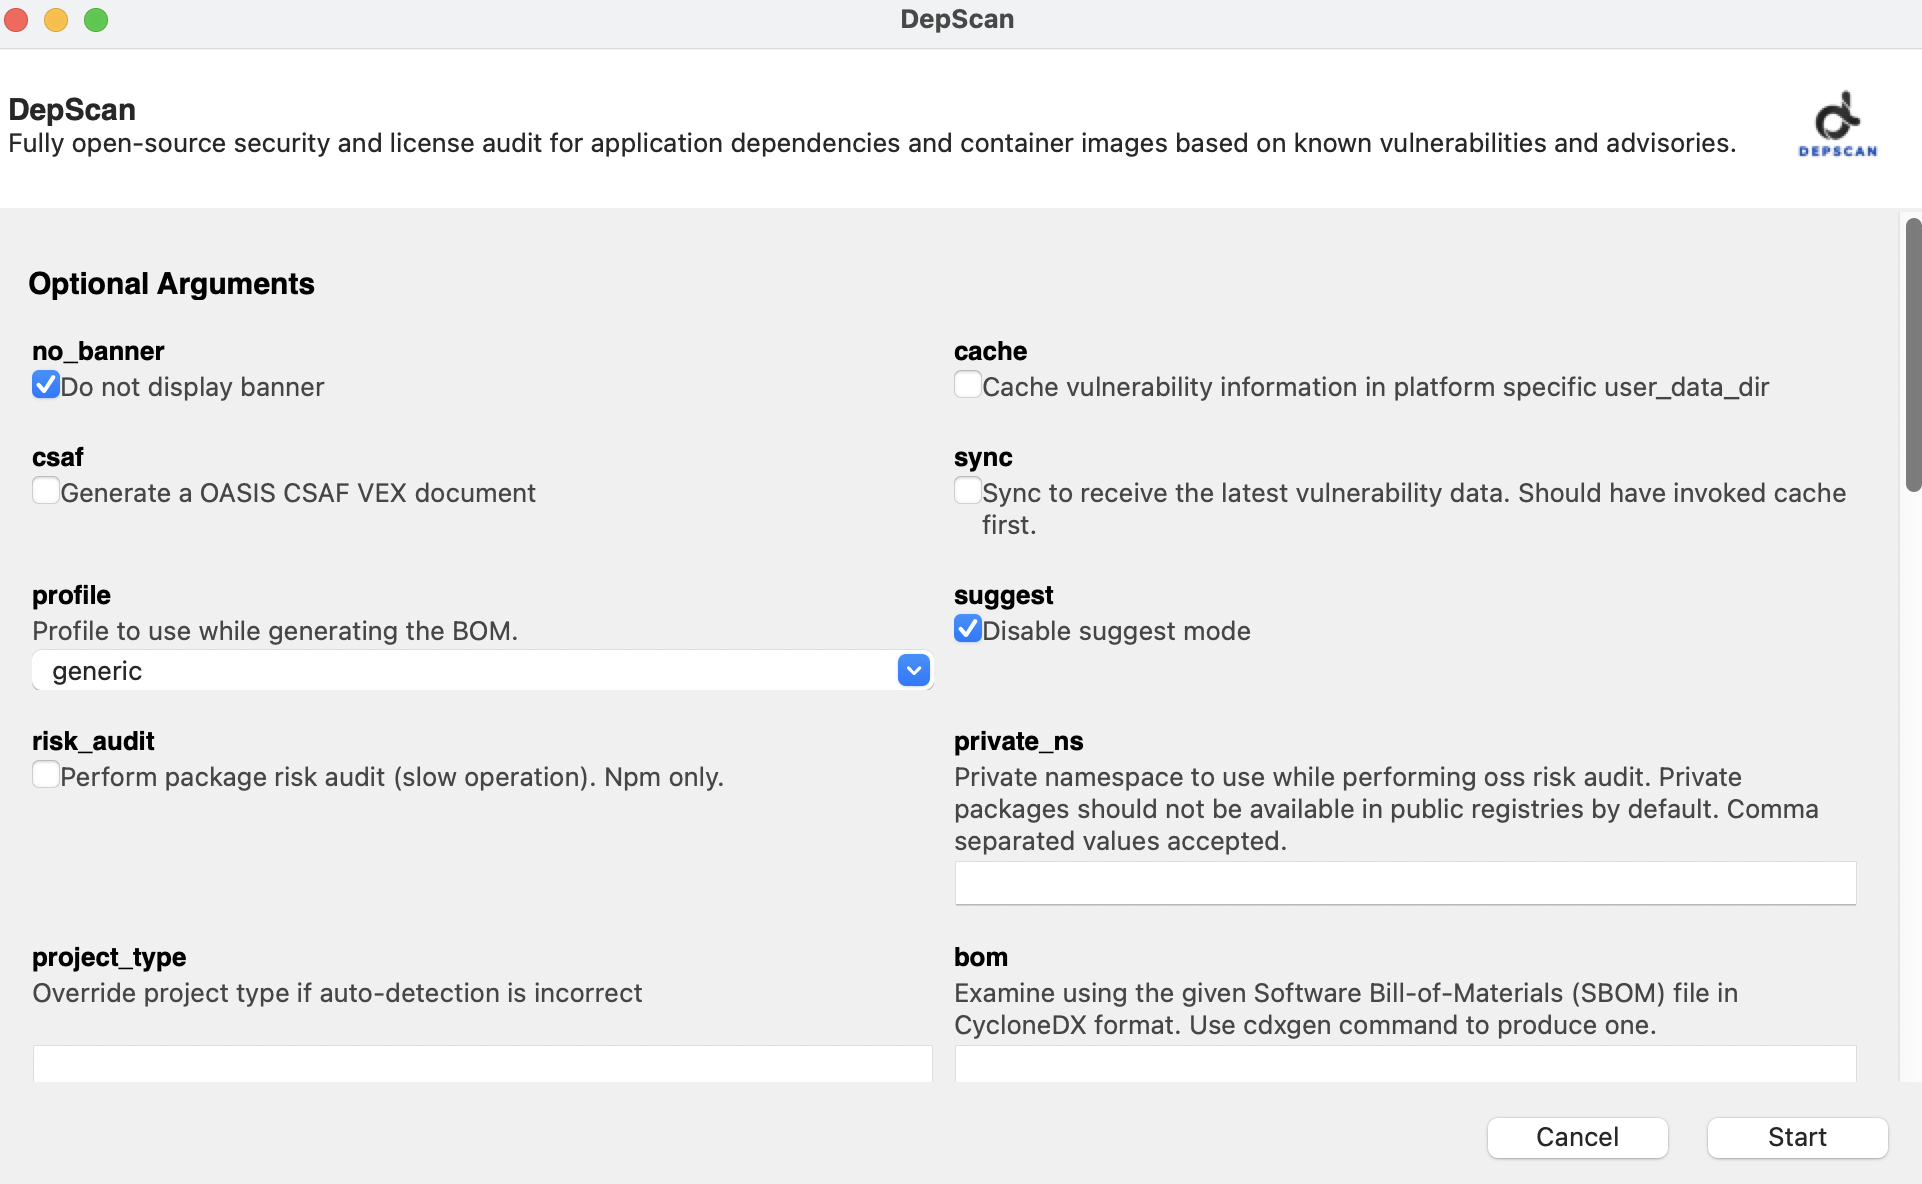 DepScan
DepScan
Fully open-source security and license audit for application dependencies and container images based on known vulnerabilities and advisories.
DEPSCAN
Optional Arguments
no_banner
Do not display banner
cache
Cache vulnerability information in platform specific user_data_dir
csaf
Generate a OASIS CSAF VEX document
sync
Sync to receive the latest vulnerability data. Should have invoked cache
first.
profile
Profile to use while generating the BOM.
generic
suggest
Disable suggest mode
risk_audit
Perform package risk audit (slow operation). Npm only.
private_ns
Private namespace to use while performing oss risk audit. Private
packages should not be available in public registries by default. Comma
separated values accepted.
project_type
Override project type if auto-detection is incorrect
bom
Examine using the given Software Bill-of-Materials (SBOM) file in
CycloneDX format. Use cdxgen command to produce one.
Cancel
Start